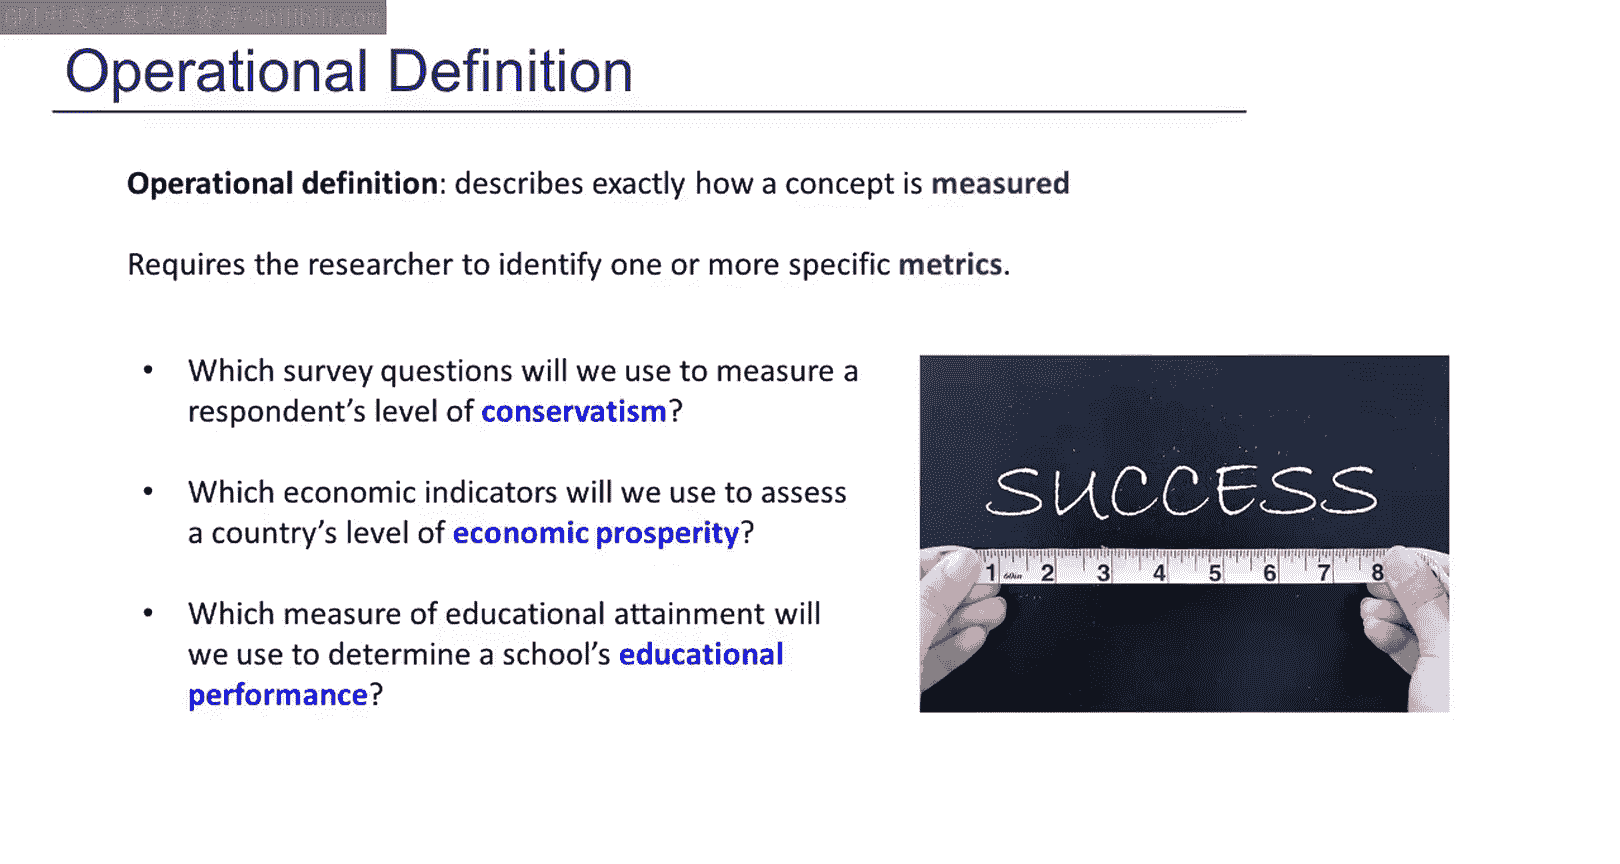 Operational Definition
Operational definition: describes exactly how a concept is measured
Requires the researcher to identify one or more specific metrics.
• Which survey questions will we use to measure a
respondent’s level of conservatism?
• Which economic indicators will we use to assess
a country’s level of economic prosperity?
• Which measure of educational attainment will
we use to determine a school’s educational
performance?
SUCCESS
1 60in 2 3 4 5 6 7 8